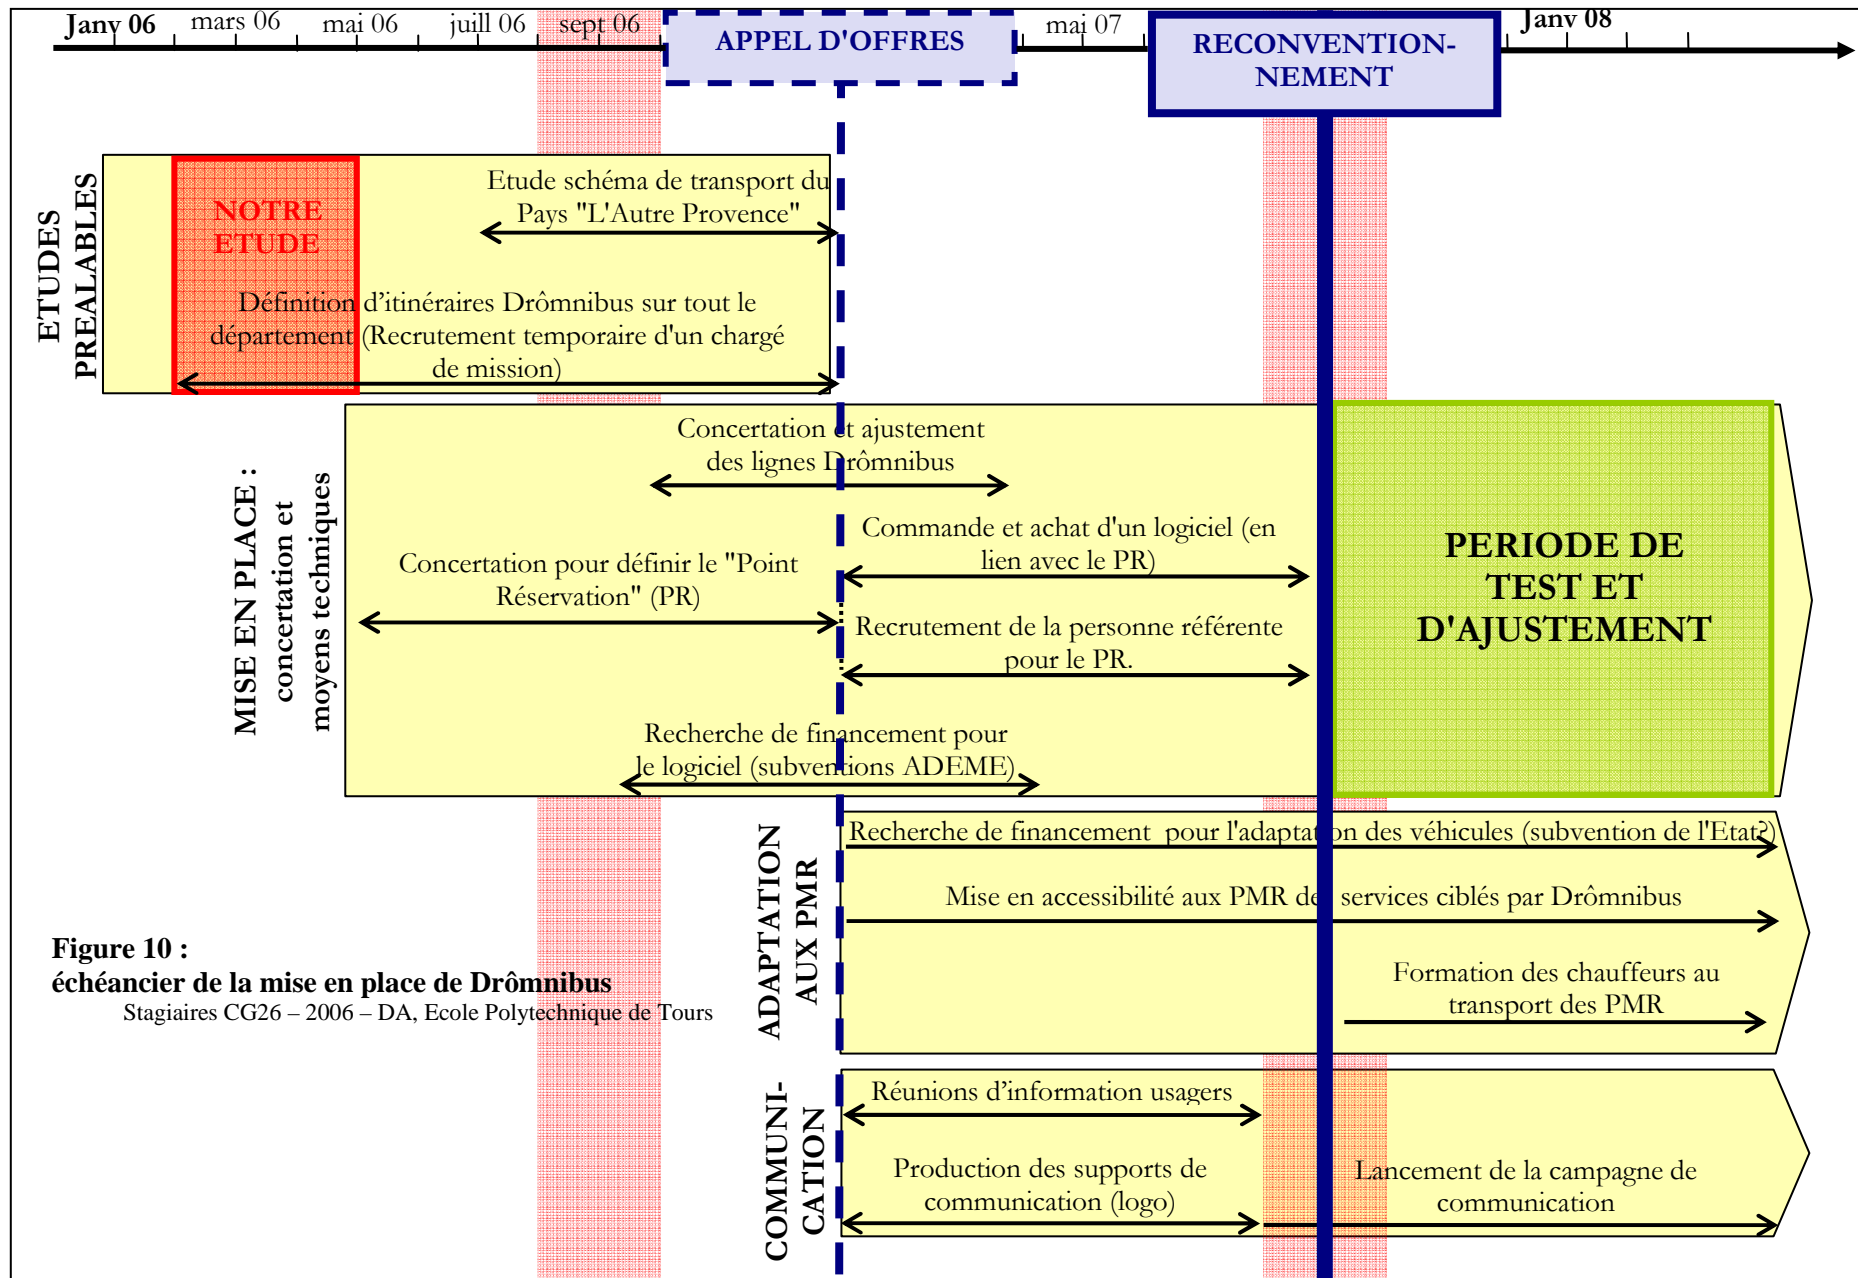 Janv 06
mars 06
mai 06
juill 06
sept 06
APPEL D'OFFRES
mai 07
RECONVENTION-
NEMENT
Janv 08
ETUDES
PREALABLES
NOTRE
ETUDE
Etude schéma de transport du
Pays "L'Autre Provence"
Définition d’itinéraires Drômnibus sur tout le
département (Recrutement temporaire d'un chargé
de mission)
MISE EN PLACE :
concertation et
moyens techniques
Concertation et ajustement
des lignes Drômnibus
Concertation pour définir le "Point
Réservation" (PR)
Commande et achat d'un logiciel (en
lien avec le PR)
Recrutement de la personne référente
pour le PR.
Recherche de financement pour
le logiciel (subventions ADEME)
PERIODE DE
TEST ET
D'AJUSTEMENT
ADAPTATION
AUX PMR
Recherche de financement pour l'adaptation des véhicules (subvention de l'Etat?)
Mise en accessibilité aux PMR des services ciblés par Drômnibus
Formation des chauffeurs au
transport des PMR
Figure 10 :
échéancier de la mise en place de Drômnibus
Stagiaires CG26 – 2006 – DA, Ecole Polytechnique de Tours
COMMUNI-
CATION
Réunions d’information usagers
Production des supports de
communication (logo)
Lancement de la campagne de
communication